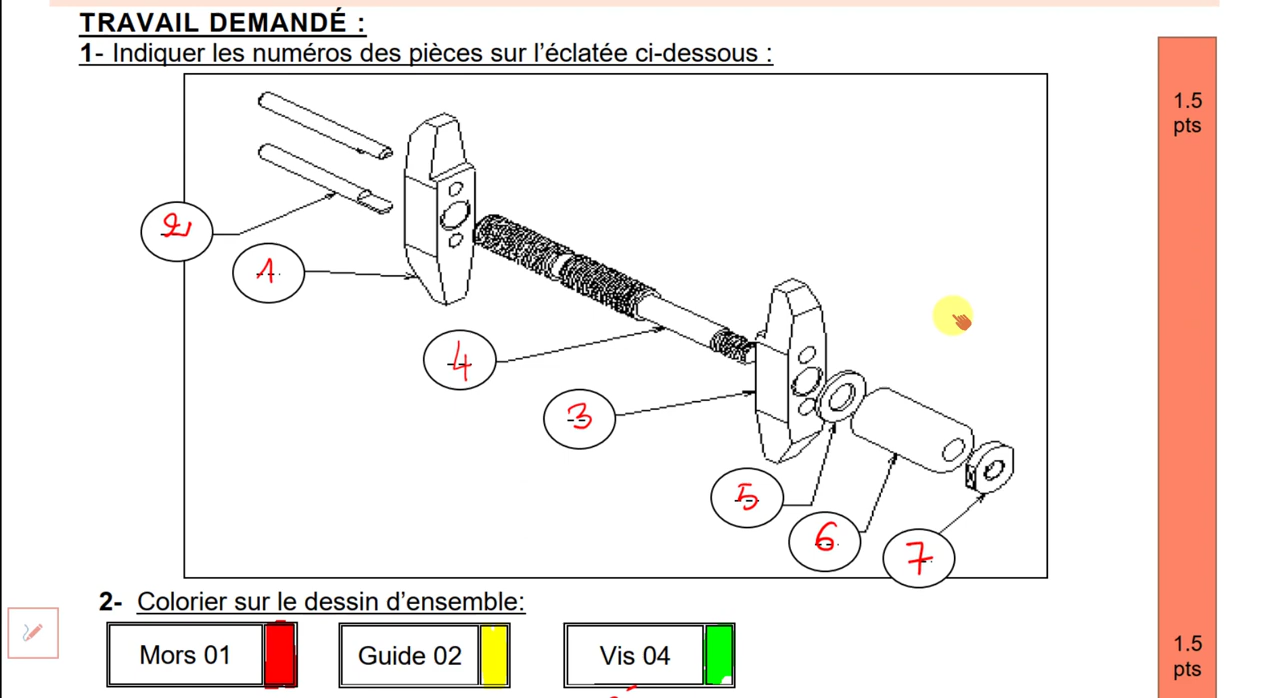 TRAVAIL DEMANDÉ :
1- Indiquer les numéros des pièces sur l'éclatée ci-dessous :
1.5
pts
2
1
4
3
5
6
7
2- Colorier sur le dessin d'ensemble:
Mors 01
Guide 02
Vis 04
1.5
pts